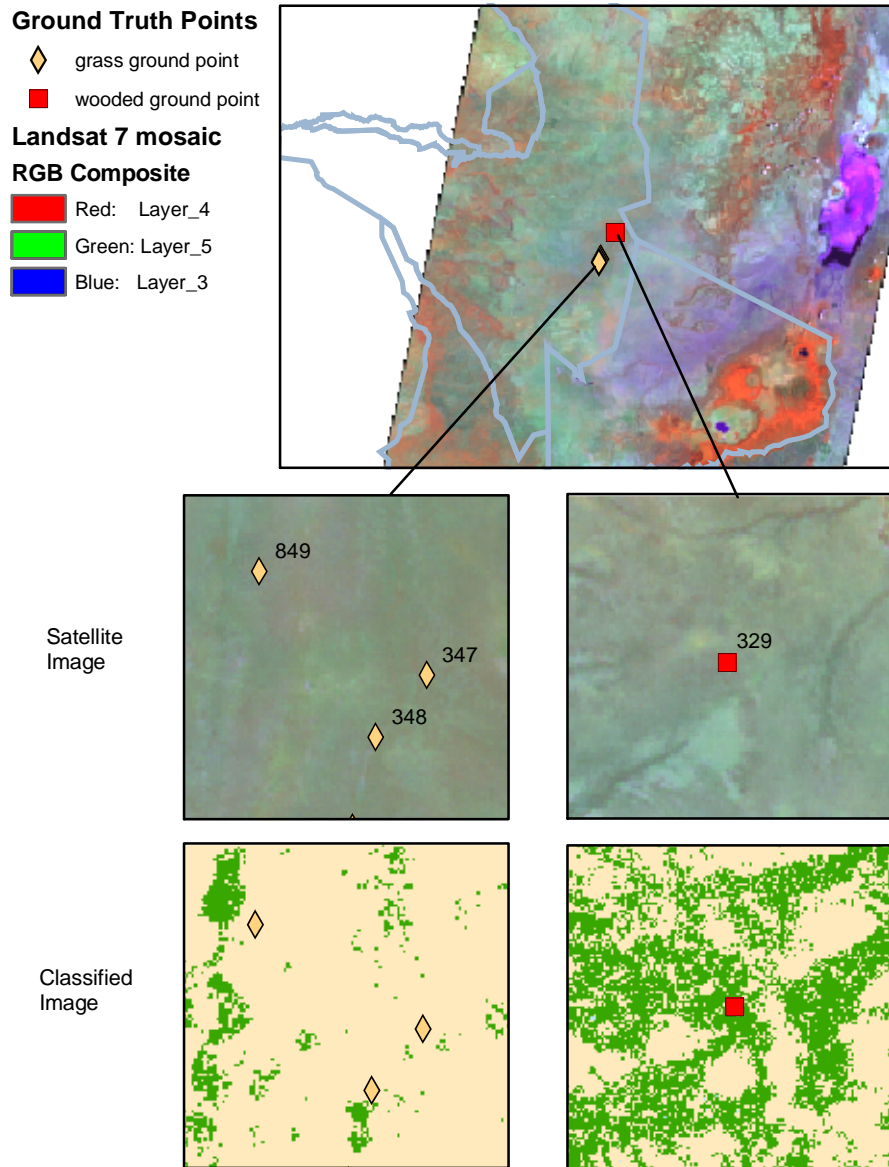 Ground Truth Points
grass ground point
wooded ground point
Landsat 7 mosaic
RGB Composite
Red: Layer_4
Green: Layer_5
Blue: Layer_3
Satellite
Image
849
347
348
329
Classified
Image